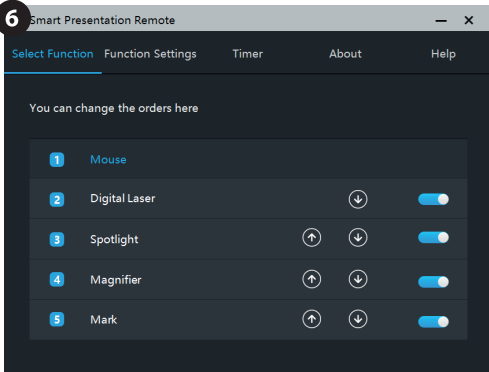 6
Smart Presentation Remote
Select Function Function Settings Timer About Help
You can change the orders here
1 Mouse
2 Digital Laser
3 Spotlight
4 Magnifier
5 Mark